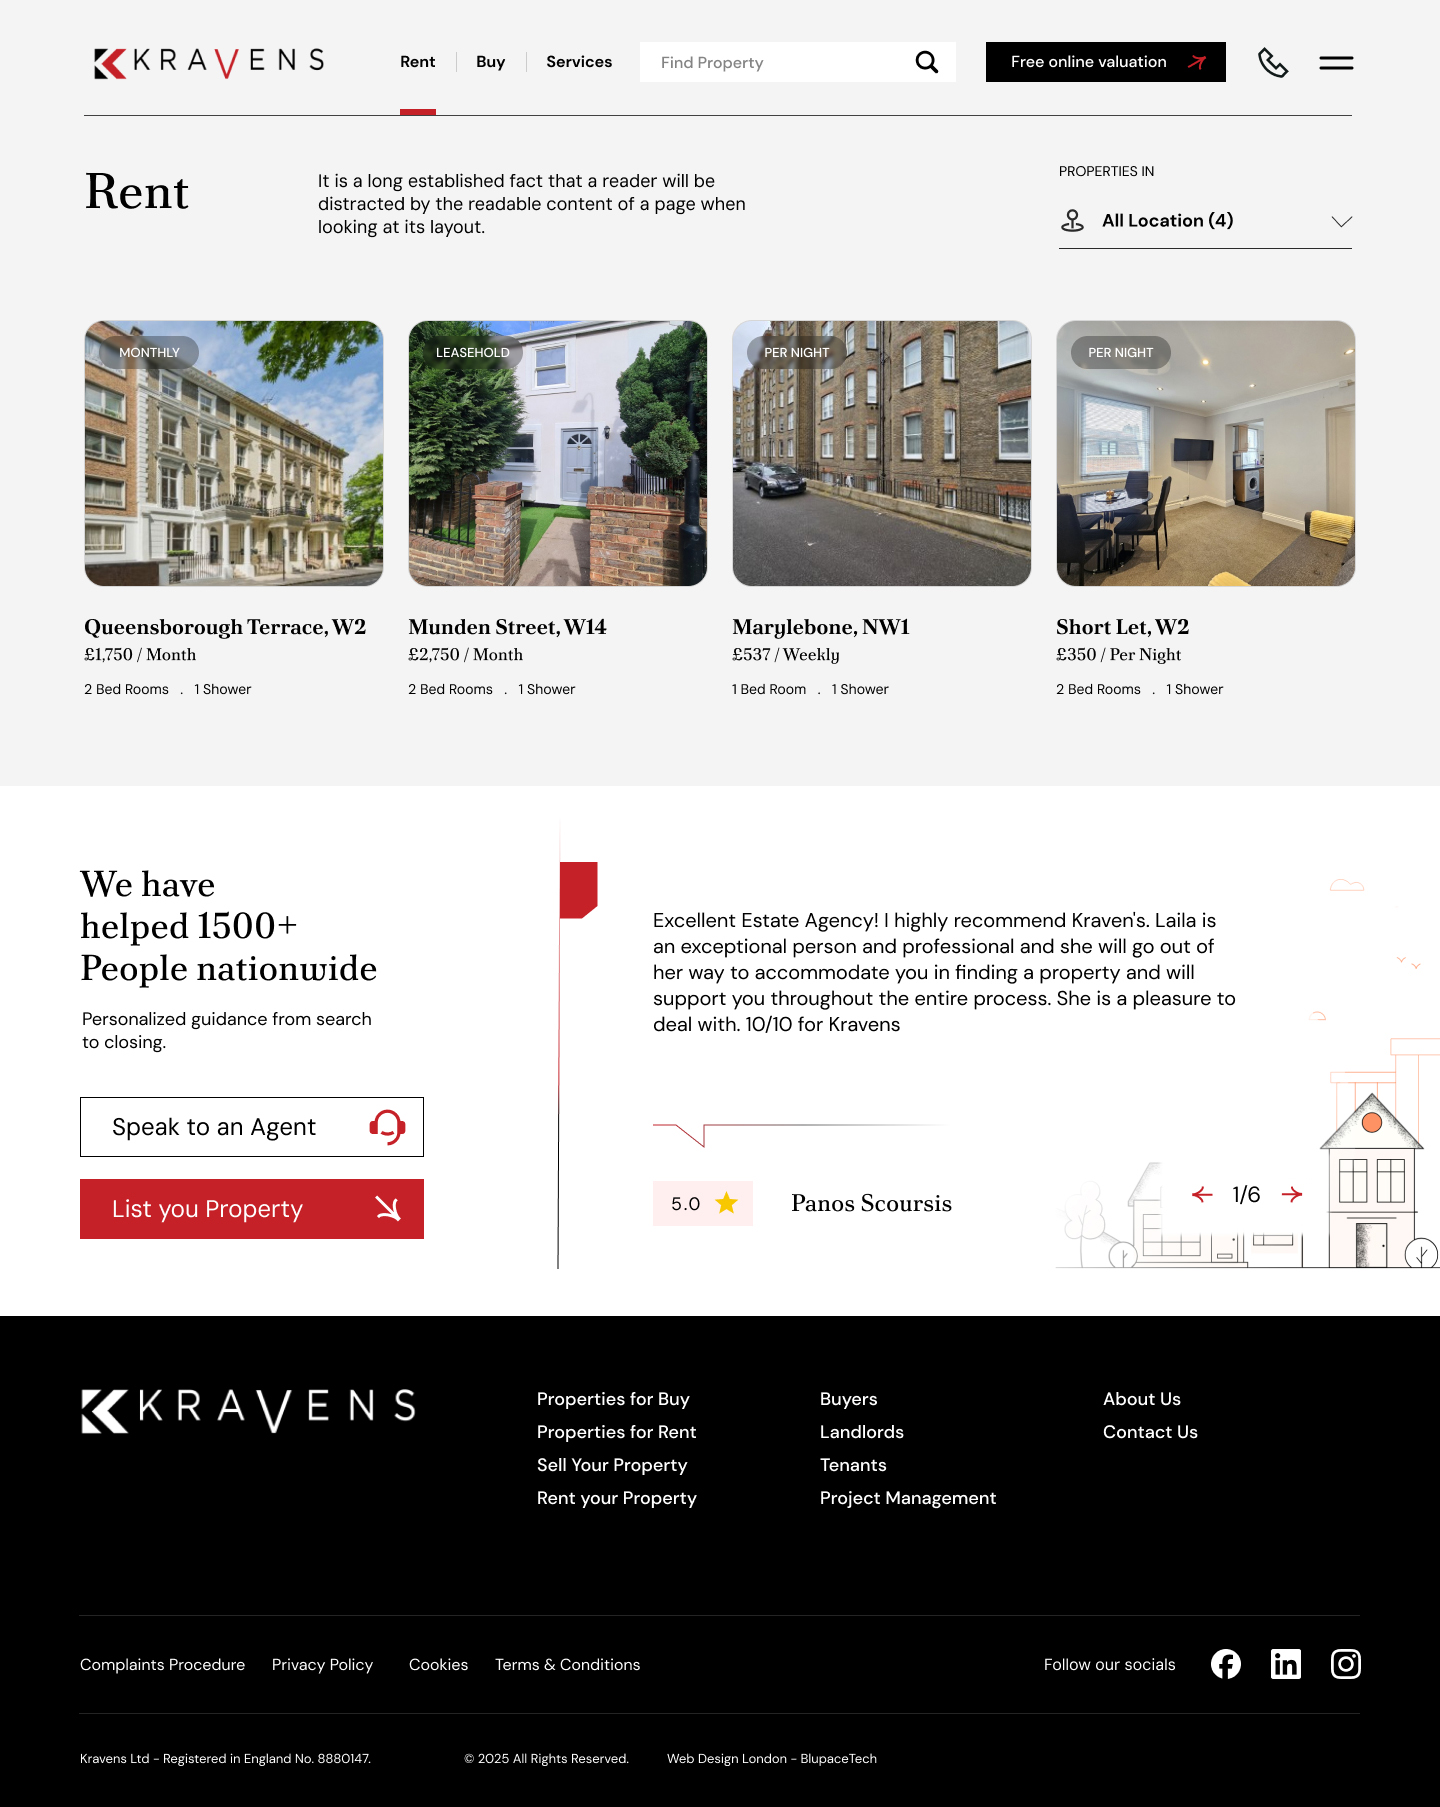 KRAVENS
Rent
Buy
Services
Find Property
Free online valuation
Rent
It is a long established fact that a reader will be
distracted by the readable content of a page when
looking at its layout.
PROPERTIES IN
All Location (4)
MONTHLY
LEASEHOLD
PER NIGHT
PER NIGHT
Queensborough Terrace, W2
£1,750 / Month
2 Bed Rooms . 1 Shower
Munden Street, W14
£2,750 / Month
2 Bed Rooms . 1 Shower
Marylebone, NW1
£537 / Weekly
1 Bed Room . 1 Shower
Short Let, W2
£350 / Per Night
2 Bed Rooms . 1 Shower
We have
helped 1500+
People nationwide
Personalized guidance from search
to closing.
Speak to an Agent
List you Property
Excellent Estate Agency! I highly recommend Kraven's. Laila is
an exceptional person and professional and she will go out of
her way to accommodate you in finding a property and will
support you throughout the entire process. She is a pleasure to
deal with. 10/10 for Kravens
5.0
Panos Scoursis
1/6
KRAVENS
Properties for Buy
Properties for Rent
Sell Your Property
Rent your Property
Buyers
Landlords
Tenants
Project Management
About Us
Contact Us
Complaints Procedure
Privacy Policy
Cookies
Terms & Conditions
Follow our socials
Kravens Ltd - Registered in England No. 8880147.
© 2025 All Rights Reserved.
Web Design London - BlupaceTech